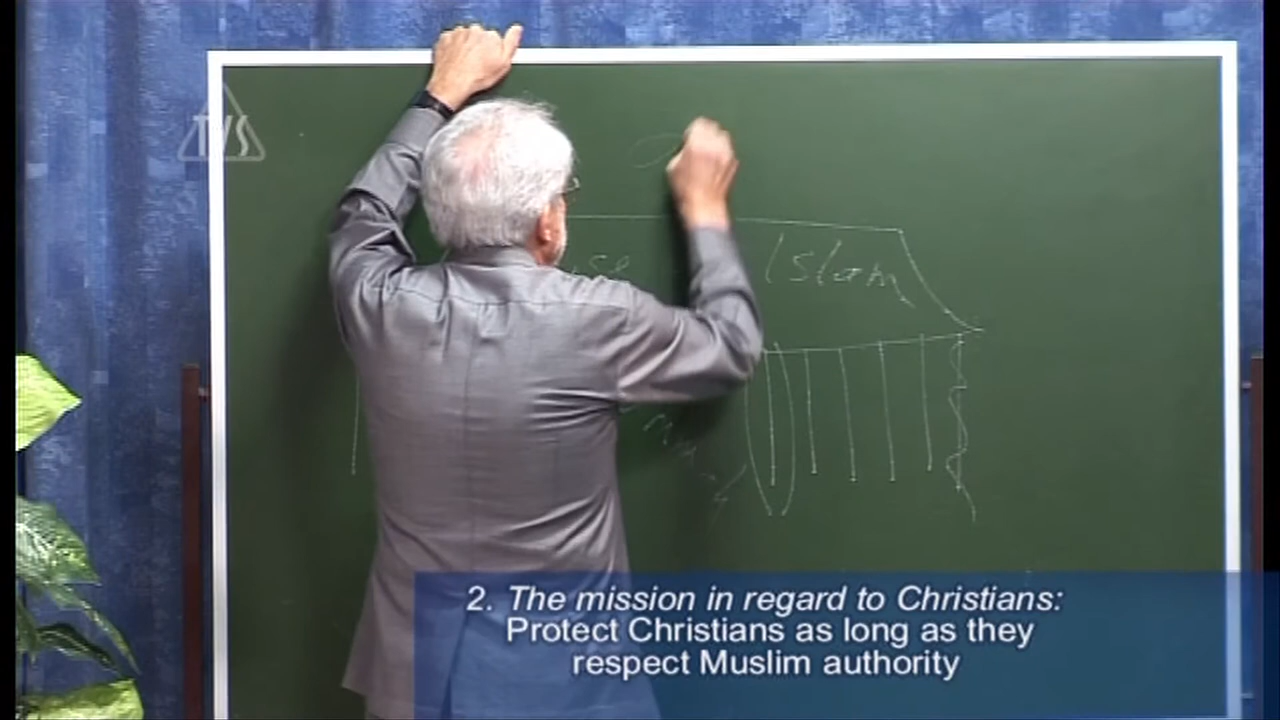 TVS
Islam
2. The mission in regard to Christians:
Protect Christians as long as they
respect Muslim authority